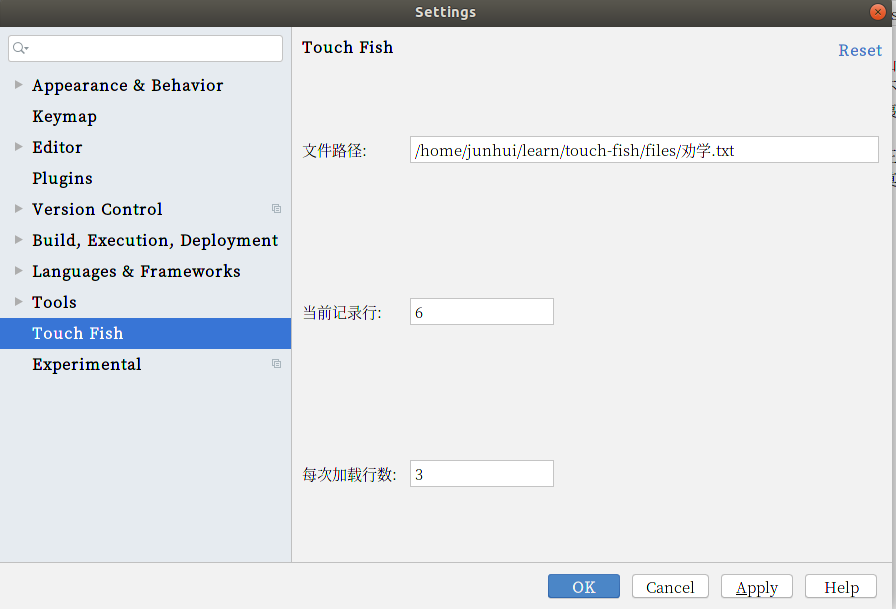 Settings
Touch Fish
Reset
Appearance & Behavior
Keymap
Editor
Plugins
Version Control
Build, Execution, Deployment
Languages & Frameworks
Tools
Touch Fish
Experimental
文件路径: /home/junhui/learn/touch-fish/files/劝学.txt
当前记录行: 6
每次加载行数: 3
OK Cancel Apply Help